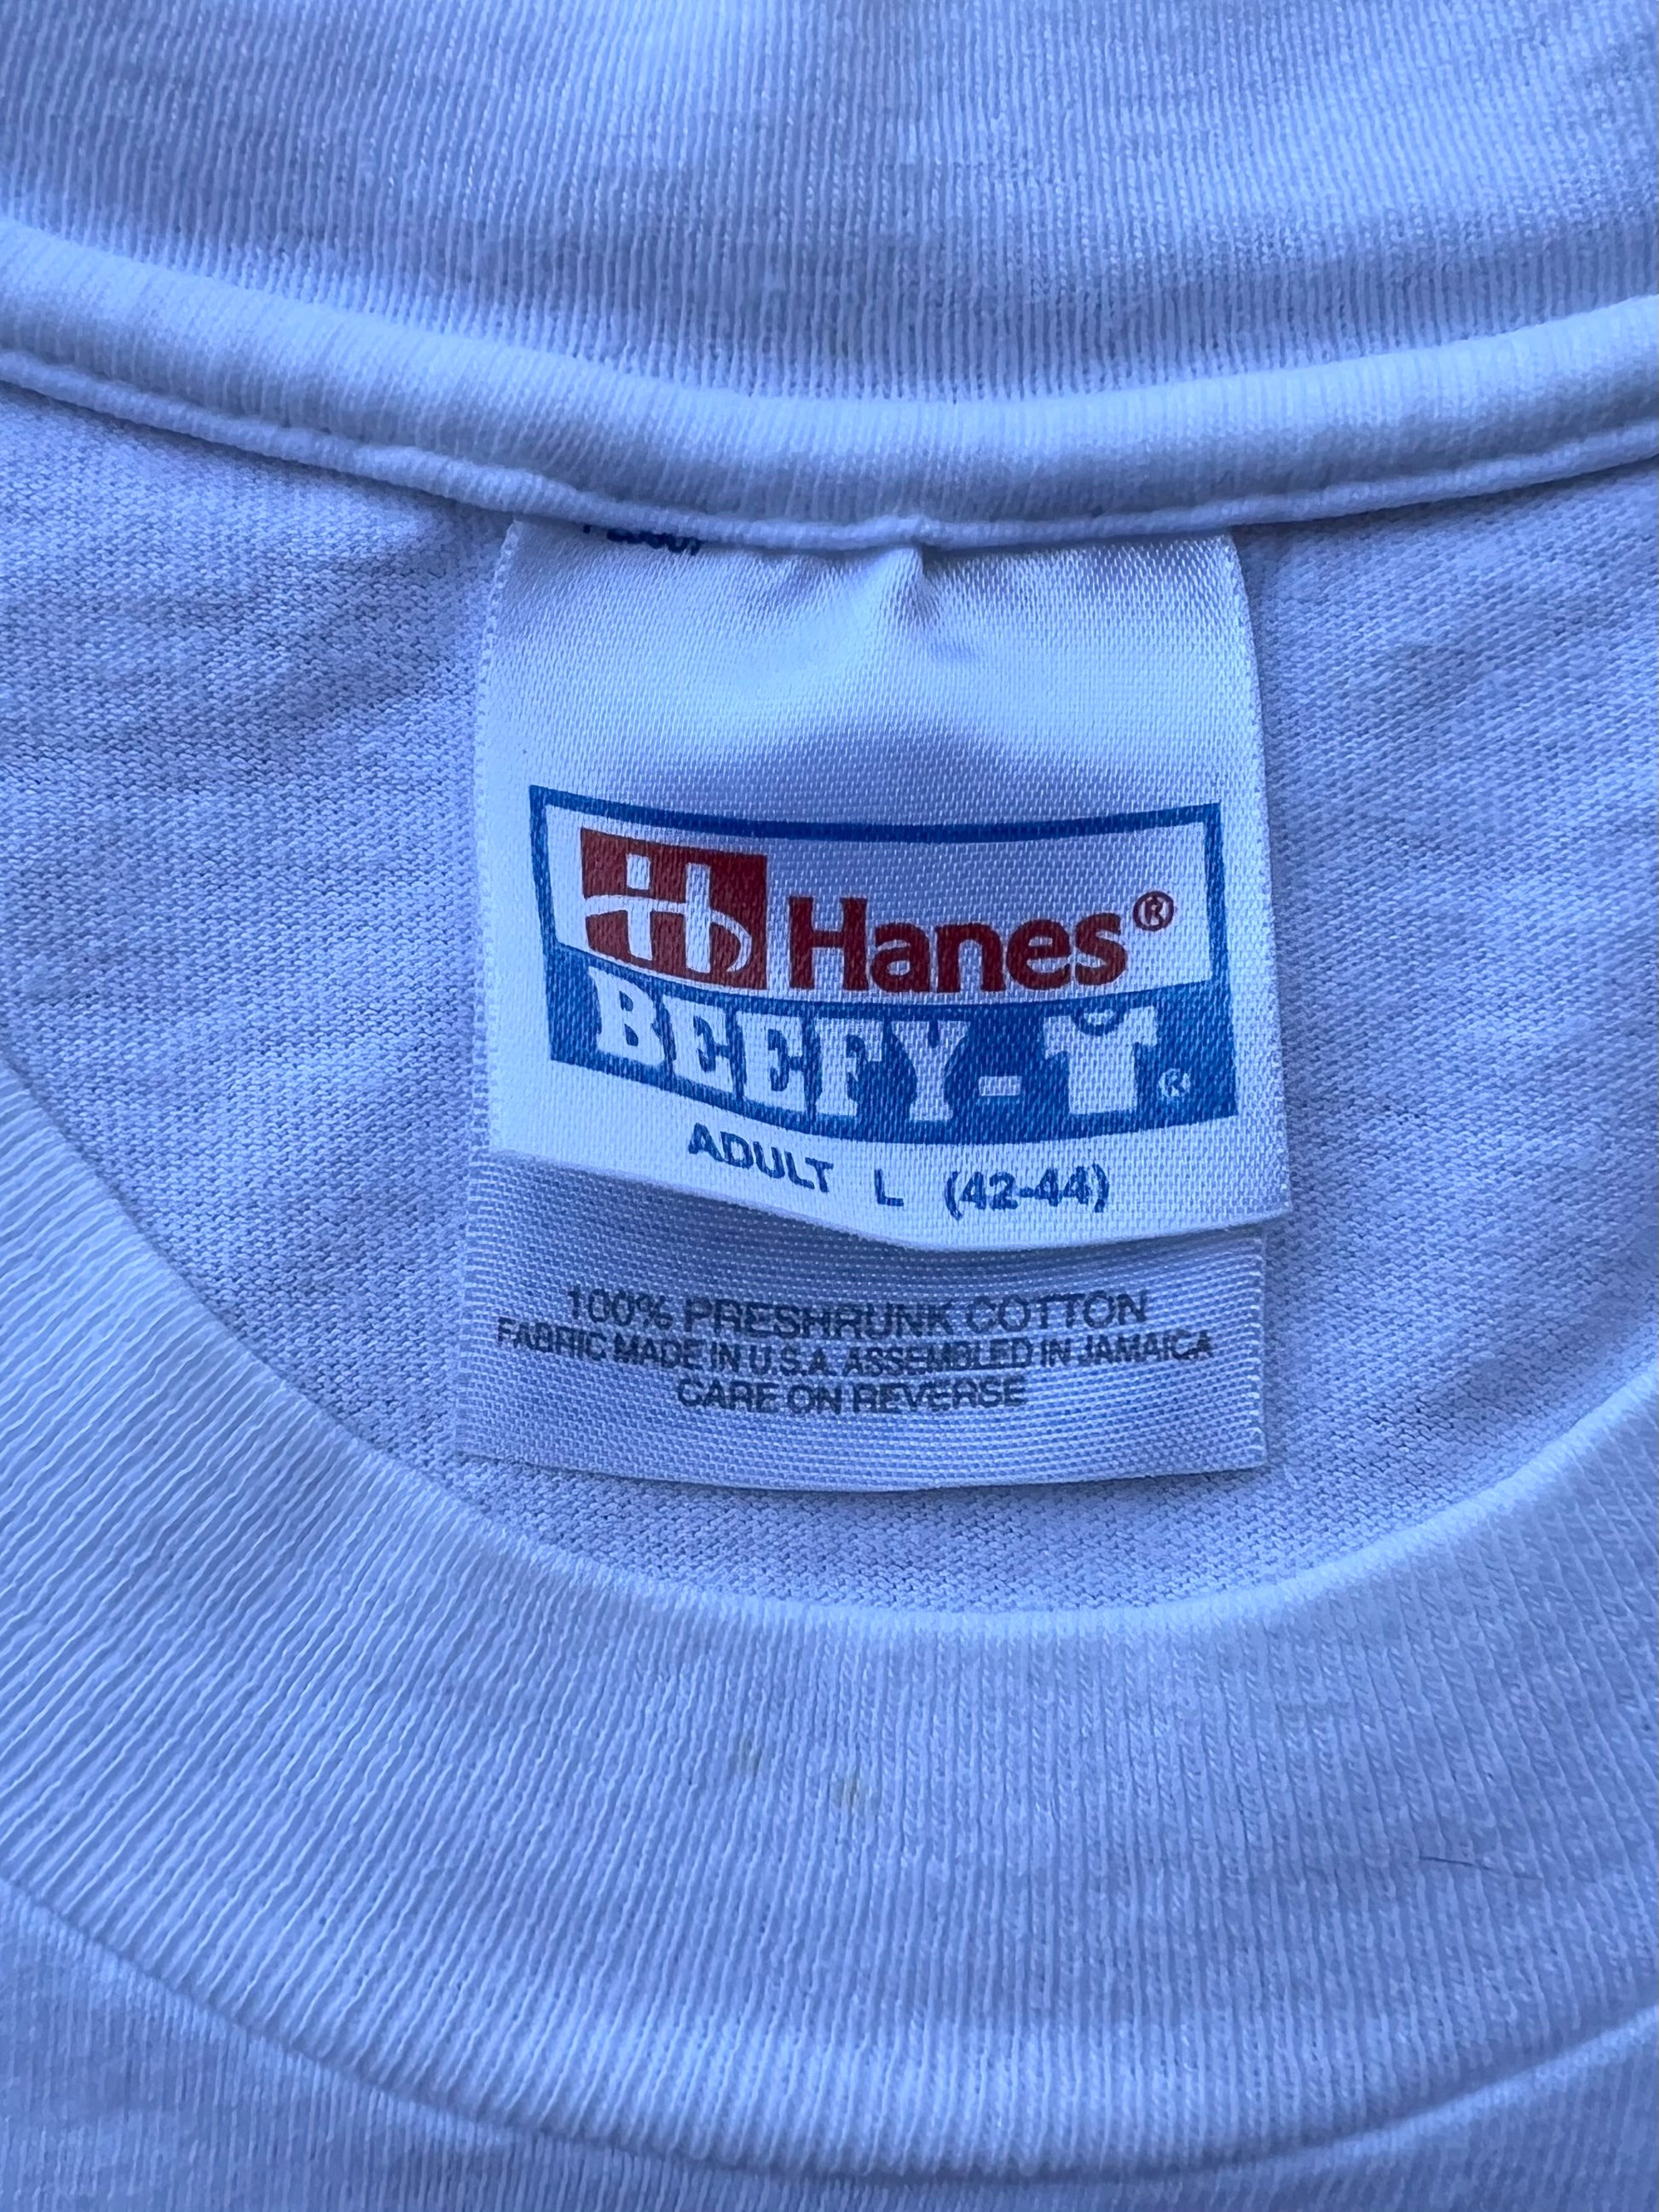 Hanes®
BEEFY-T®
ADULT L (42-44)
100% PRESHRUNK COTTON
FABRIC MADE IN U.S.A. ASSEMBLED IN JAMAICA
CARE ON REVERSE